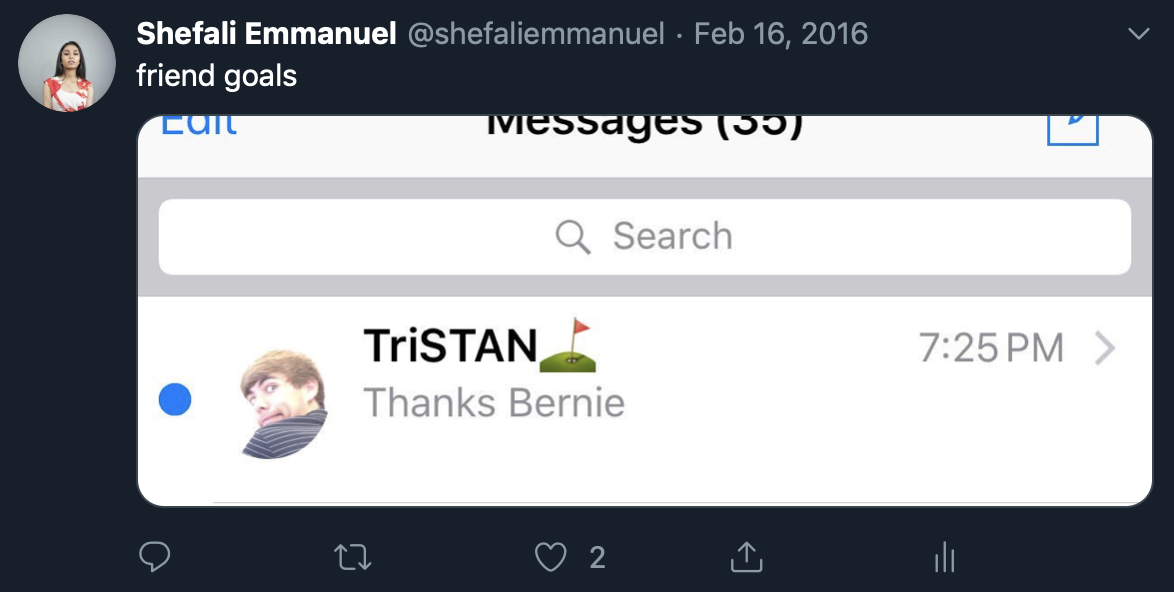 Shefali Emmanuel @shefaliemmanuel · Feb 16, 2016
friend goals
Edit Messages (35)
Search
TriSTAN⛳ 7:25 PM
Thanks Bernie
2